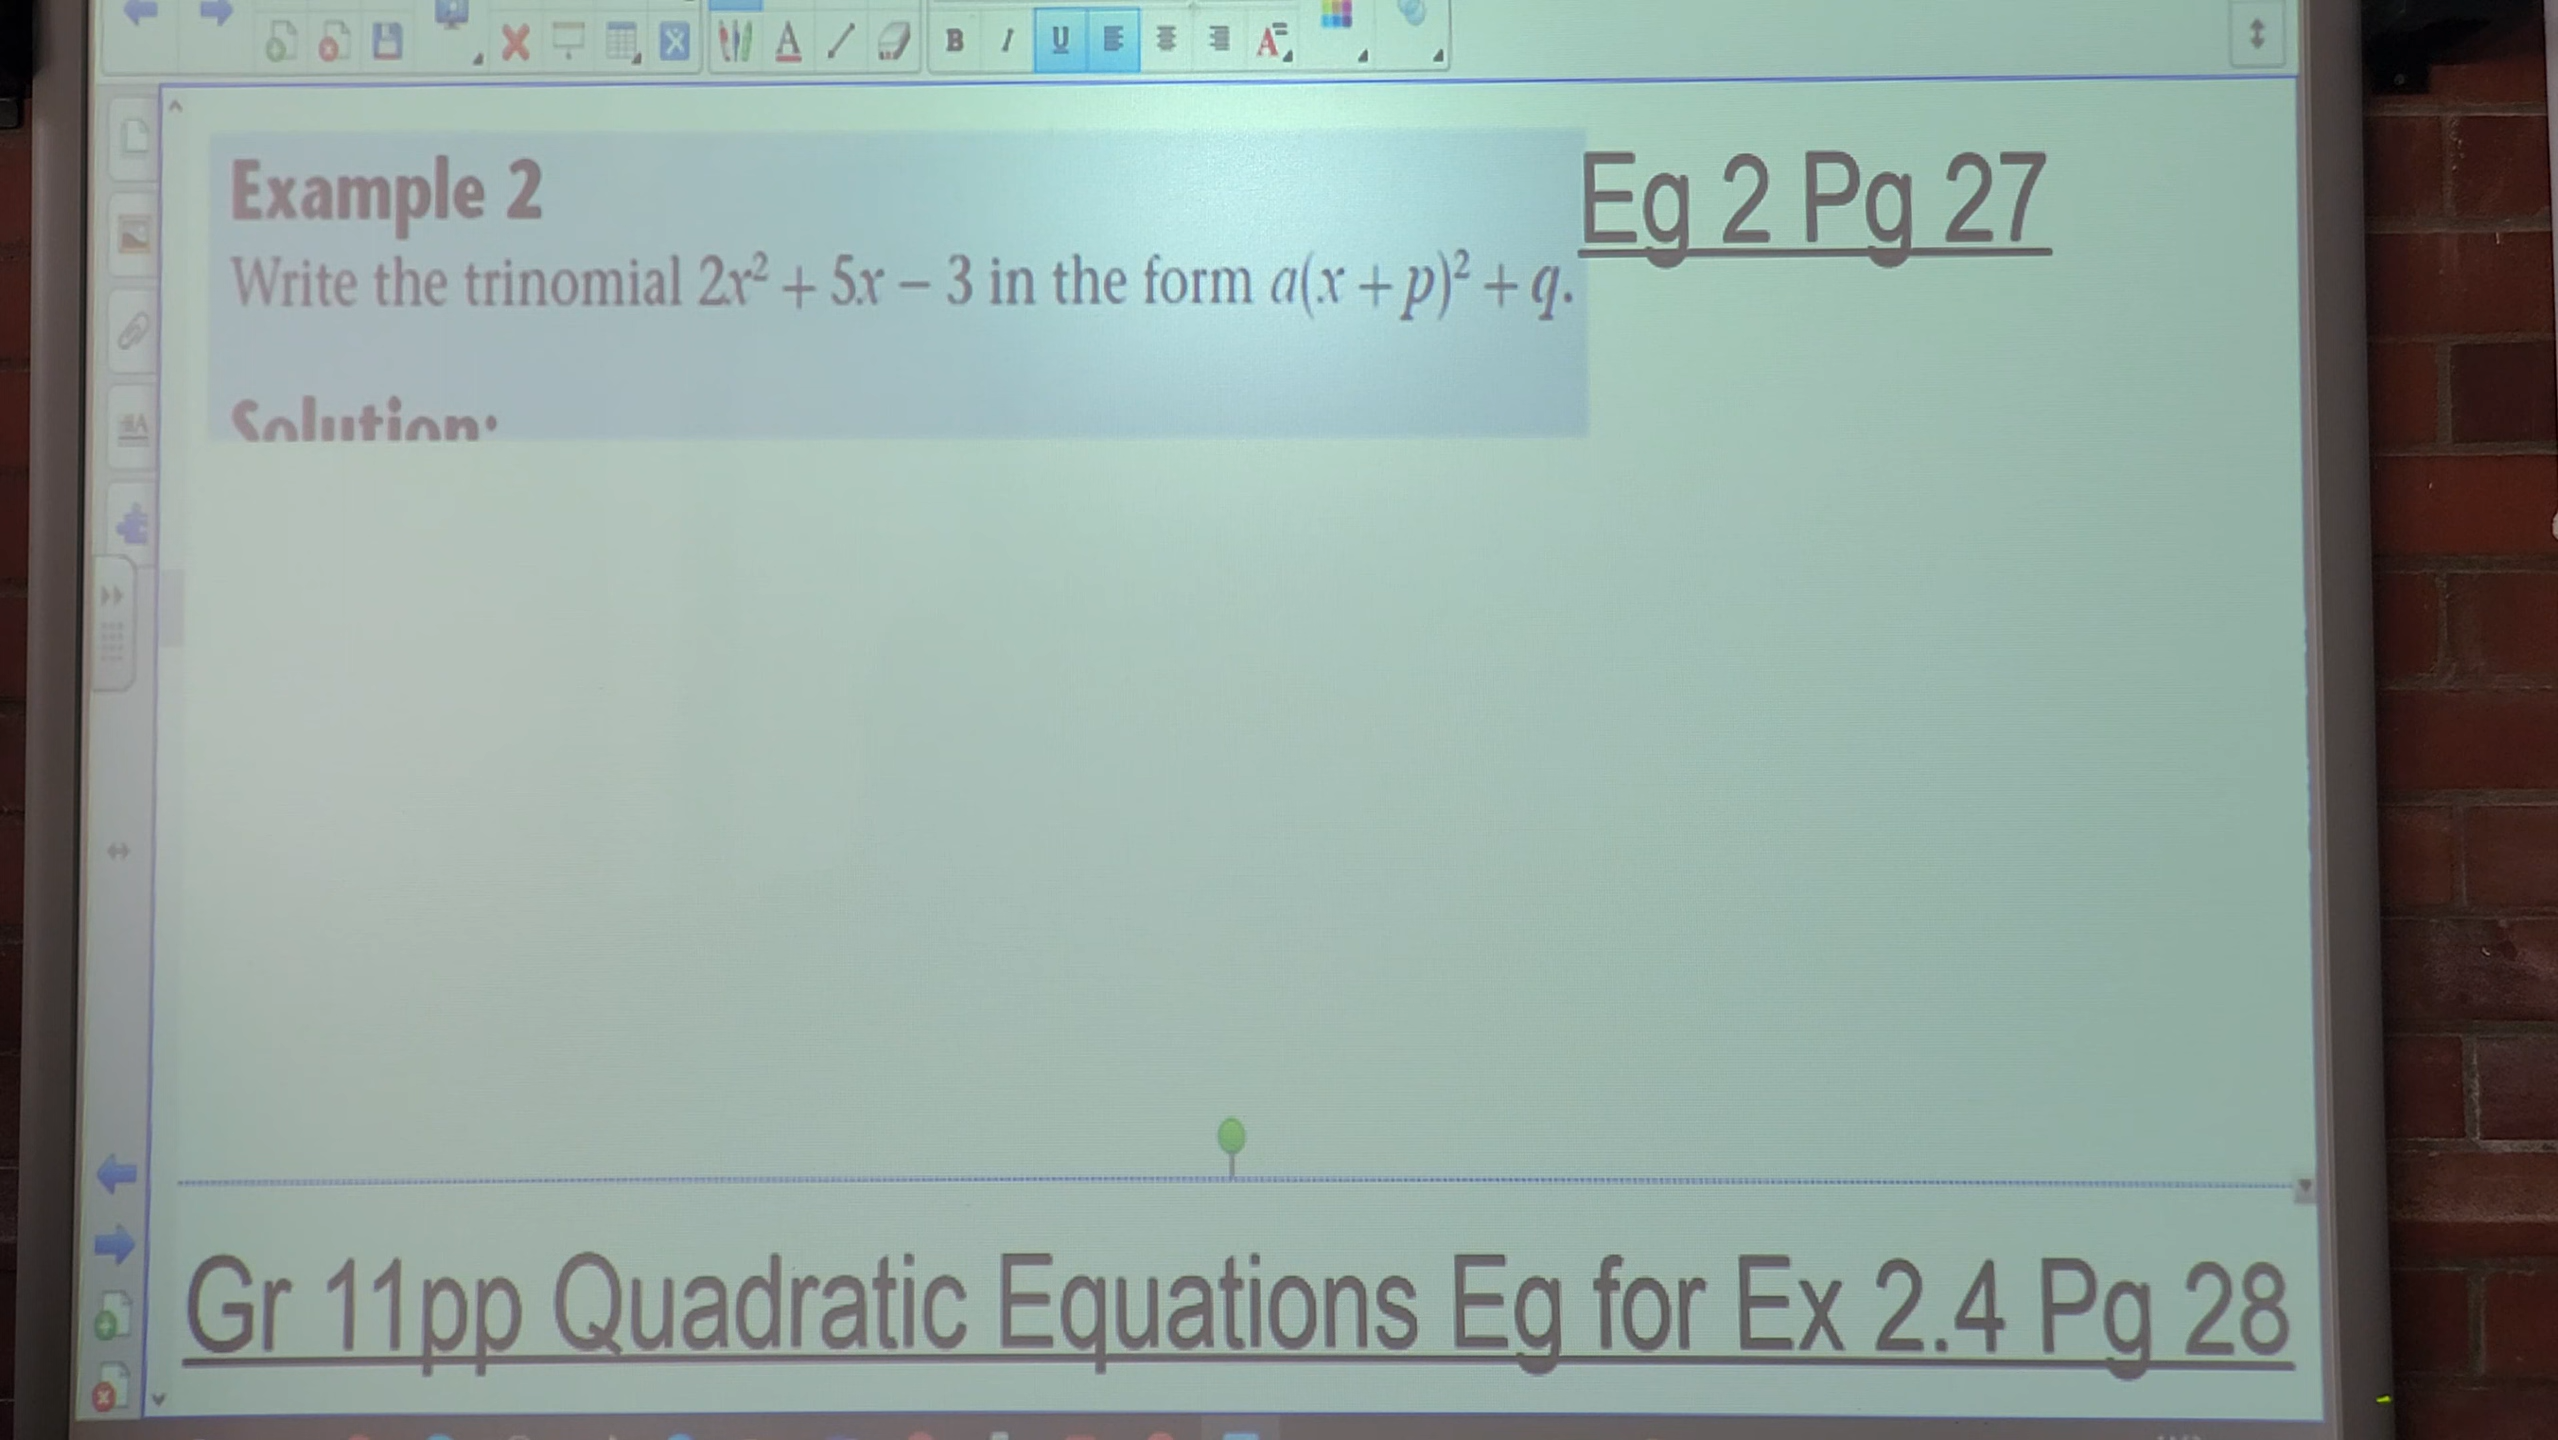 Example 2
Eg 2 Pg 27
Write the trinomial 2x² + 5x – 3 in the form a(x + p)² + q.
Solution:
Gr 11pp Quadratic Equations Eg for Ex 2.4 Pg 28